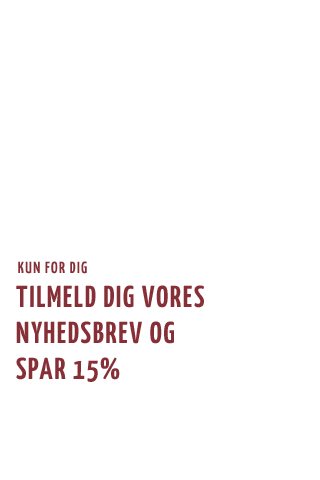 KUN FOR DIG
TILMELD DIG VORES
NYHEDSBREV OG
SPAR 15%